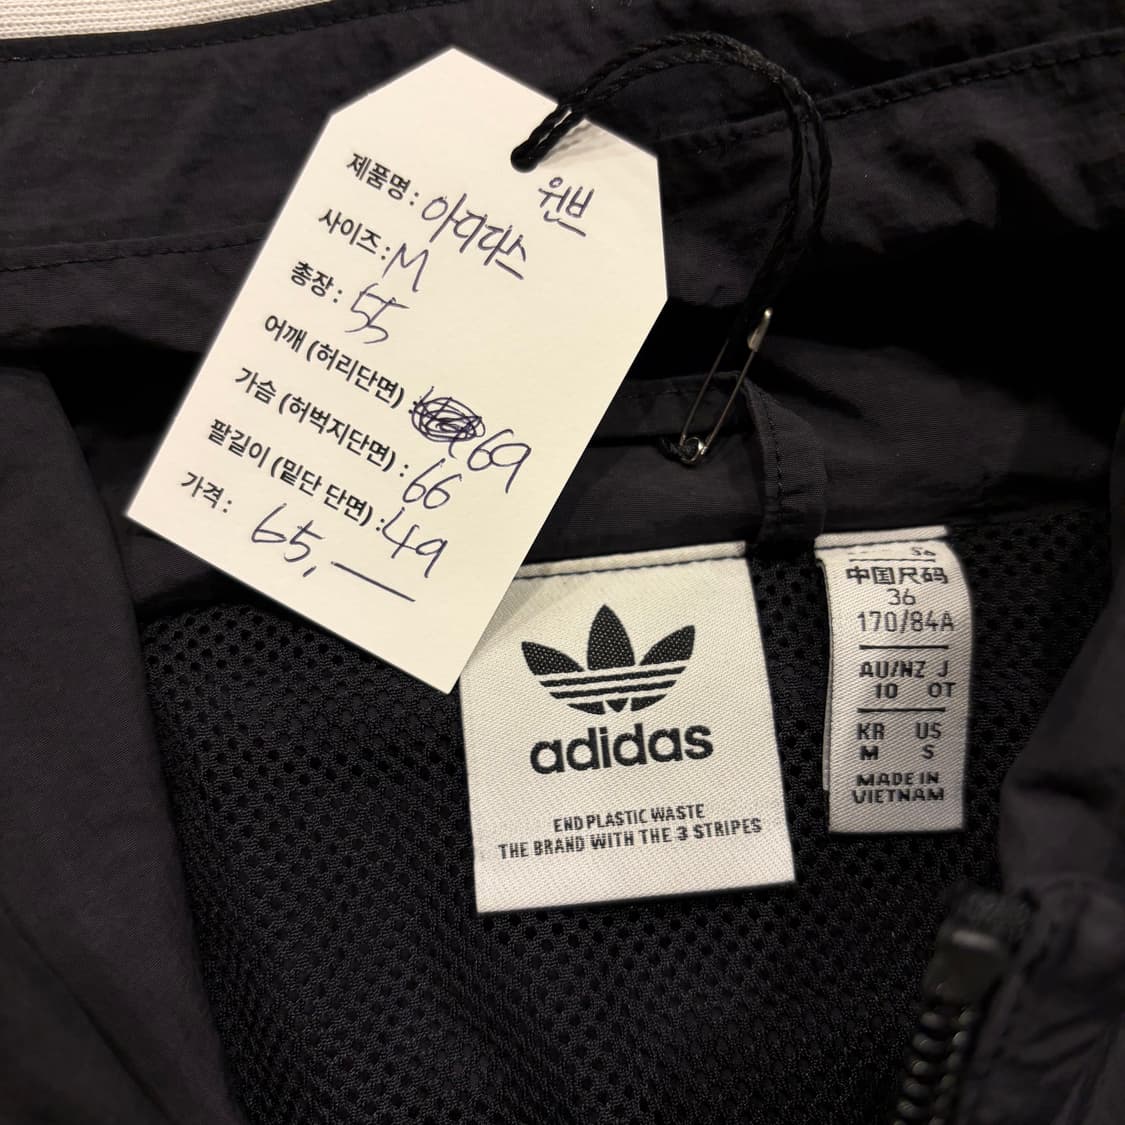 윈브
제품명 : 아디다스
사이즈 : M
총장 : 55
어깨 (허리단면) : 69
가슴 (허벅지단면) : 66
팔길이 (밑단 단면) : 49
가격 : 65,—
adidas
END PLASTIC WASTE
THE BRAND WITH THE 3 STRIPES
中国尺码
36
170/84A
AU/NZ J
10 OT
KR US
M S
MADE IN
VIETNAM